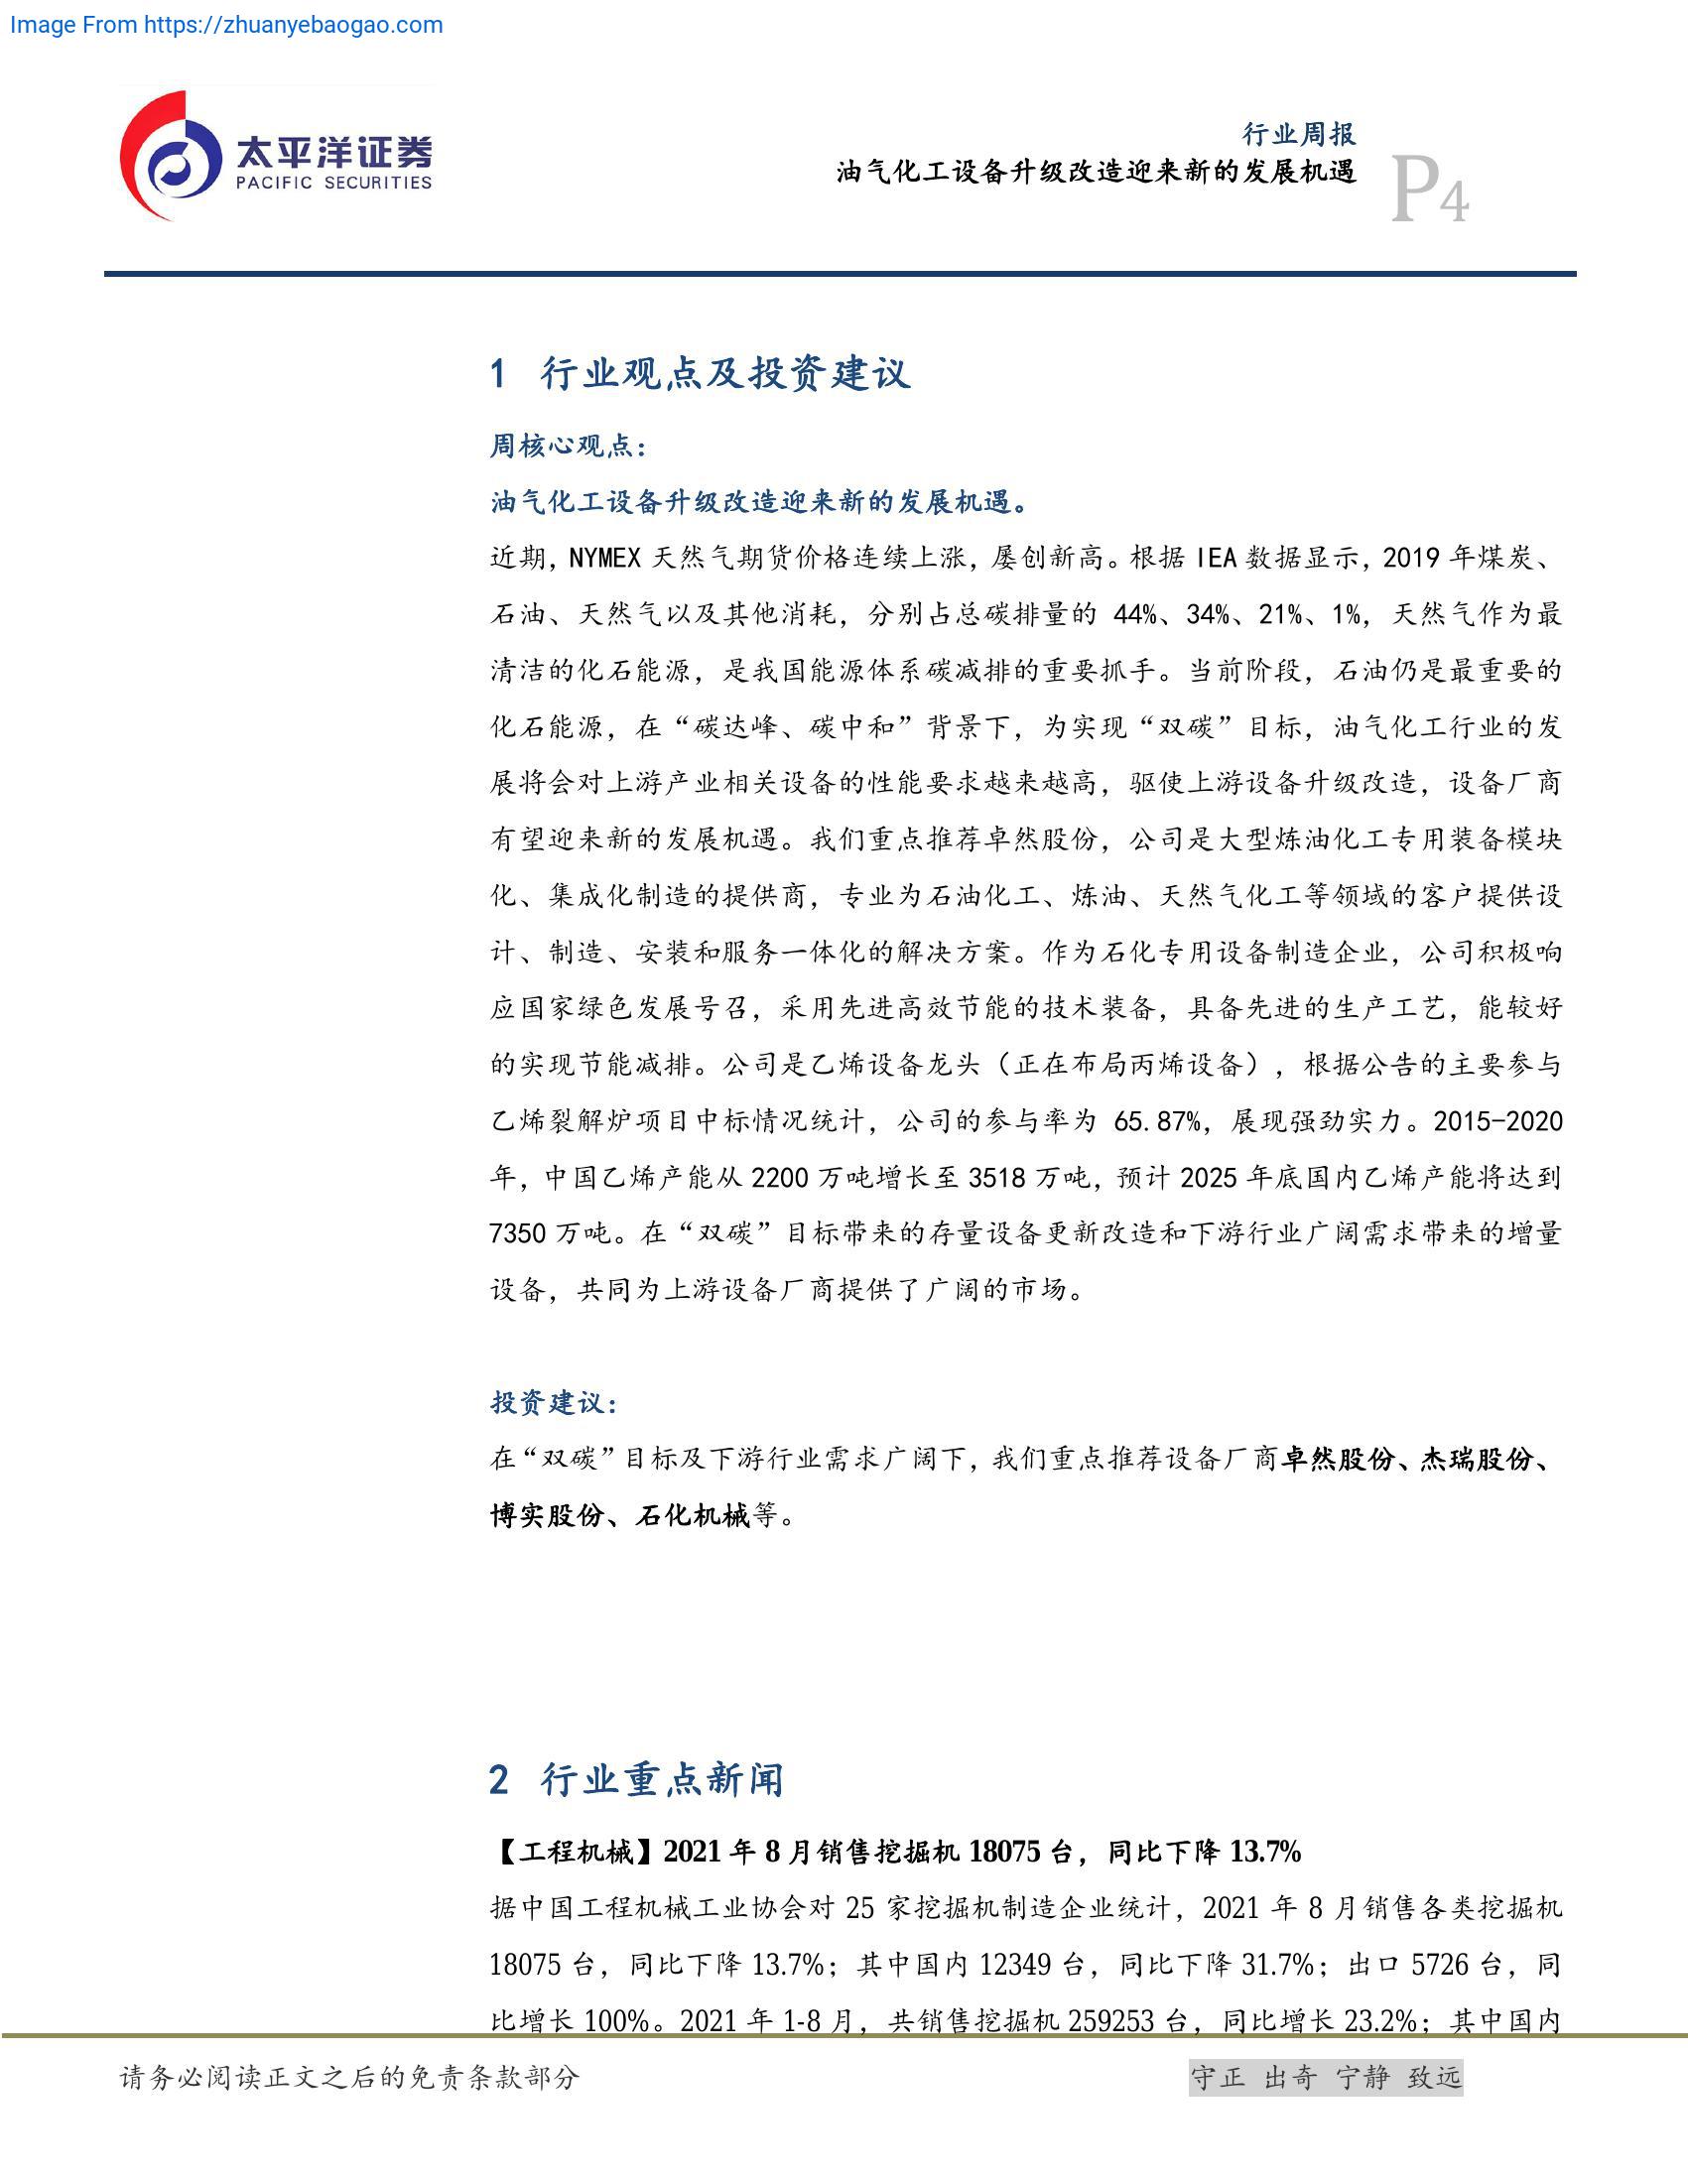 Image From https://zhuanyebaogao.com
太平洋证券
PACIFIC SECURITIES
行业周报
油气化工设备升级改造迎来新的发展机遇
P4
1 行业观点及投资建议
周核心观点：
油气化工设备升级改造迎来新的发展机遇。
近期，NYMEX 天然气期货价格连续上涨，屡创新高。根据 IEA 数据显示，2019 年煤炭、
石油、天然气以及其他消耗，分别占总碳排量的 44%、34%、21%、1%，天然气作为最
清洁的化石能源，是我国能源体系碳减排的重要抓手。当前阶段，石油仍是最重要的
化石能源，在“碳达峰、碳中和”背景下，为实现“双碳”目标，油气化工行业的发
展将会对上游产业相关设备的性能要求越来越高，驱使上游设备升级改造，设备厂商
有望迎来新的发展机遇。我们重点推荐卓然股份，公司是大型炼油化工专用装备模块
化、集成化制造的提供商，专业为石油化工、炼油、天然气化工等领域的客户提供设
计、制造、安装和服务一体化的解决方案。作为石化专用设备制造企业，公司积极响
应国家绿色发展号召，采用先进高效节能的技术装备，具备先进的生产工艺，能较好
的实现节能减排。公司是乙烯设备龙头（正在布局丙烯设备），根据公告的主要参与
乙烯裂解炉项目中标情况统计，公司的参与率为 65.87%，展现强劲实力。2015-2020
年，中国乙烯产能从 2200 万吨增长至 3518 万吨，预计 2025 年底国内乙烯产能将达到
7350 万吨。在“双碳”目标带来的存量设备更新改造和下游行业广阔需求带来的增量
设备，共同为上游设备厂商提供了广阔的市场。
投资建议：
在“双碳”目标及下游行业需求广阔下，我们重点推荐设备厂商卓然股份、杰瑞股份、
博实股份、石化机械等。
2 行业重点新闻
【工程机械】2021 年 8 月销售挖掘机 18075 台，同比下降 13.7%
据中国工程机械工业协会对 25 家挖掘机制造企业统计，2021 年 8 月销售各类挖掘机
18075 台，同比下降 13.7%；其中国内 12349 台，同比下降 31.7%；出口 5726 台，同
比增长 100%。2021 年 1-8 月，共销售挖掘机 259253 台，同比增长 23.2%；其中国内
请务必阅读正文之后的免责条款部分
守正 出奇 宁静 致远